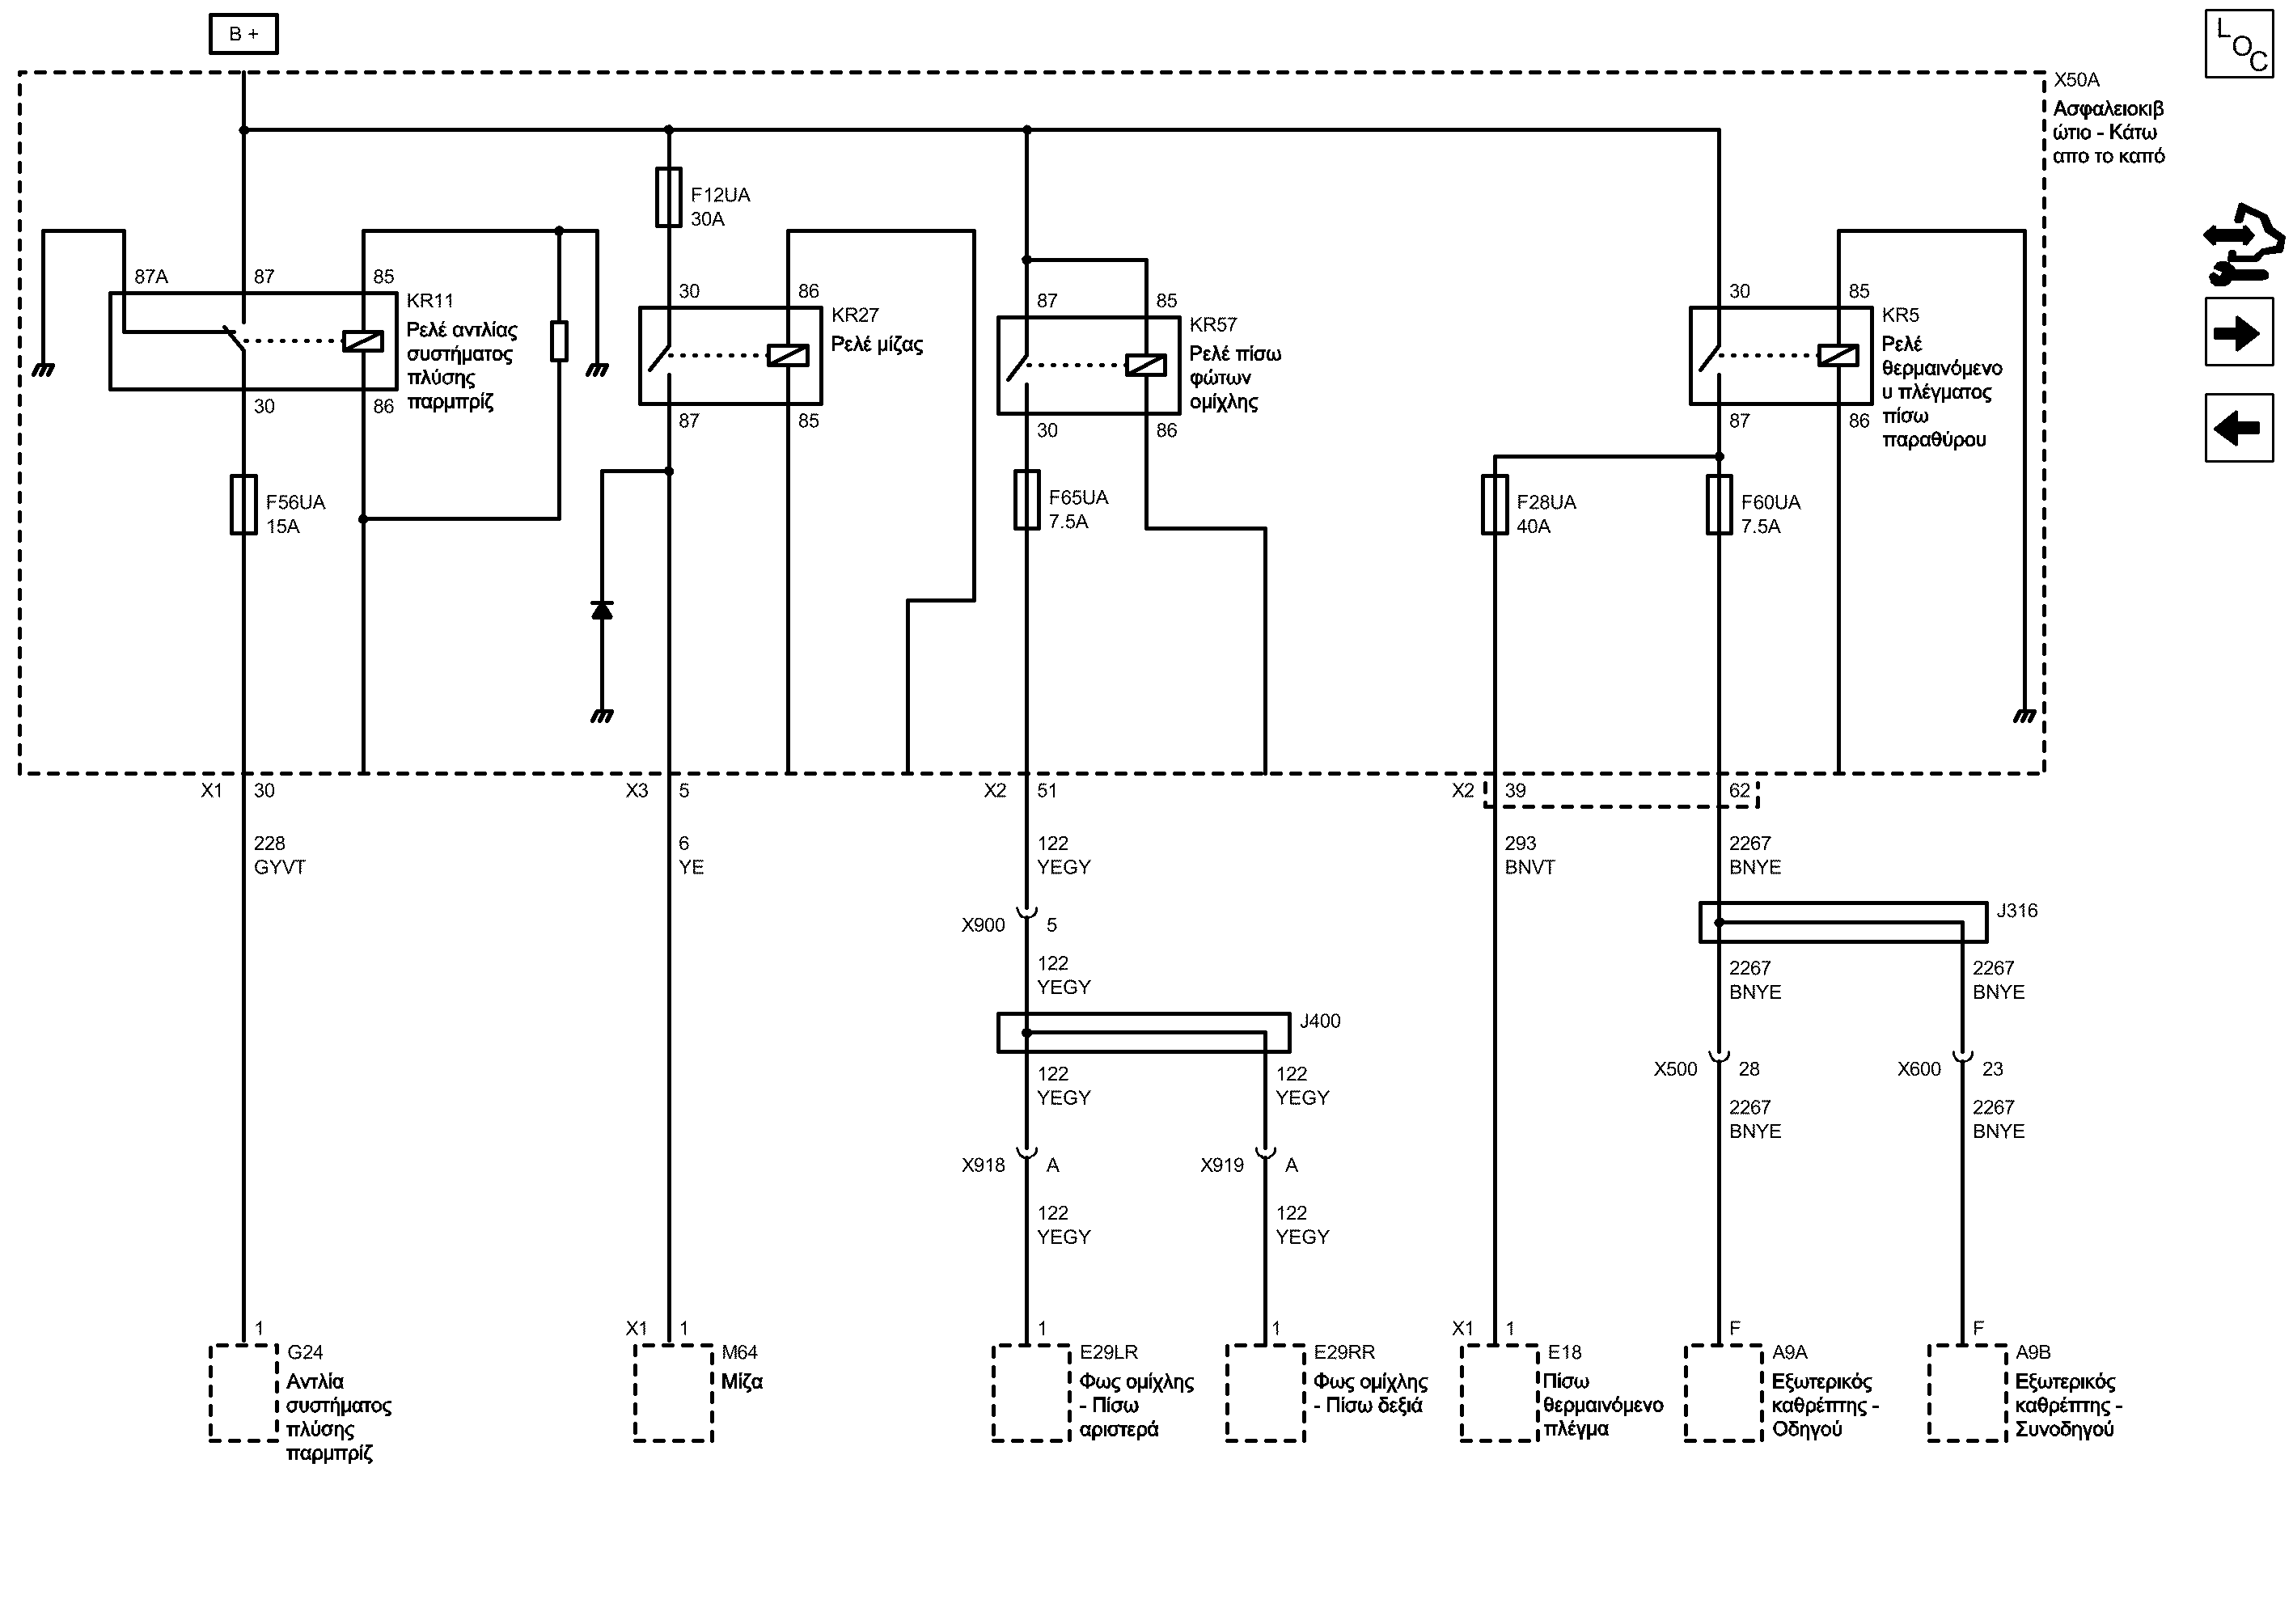 B +
L
O
C
X50A
Ασφαλειοκιβ
ώτιο - Κάτω
απο το καπό
F12UA
30A
87A
87
85
KR11
Ρελέ αντλίας
συστήματος
πλύσης
παρμπρίζ
30
86
30
86
KR27
Ρελέ μίζας
87
85
87
85
KR57
Ρελέ πίσω
φώτων
ομίχλης
30
86
30
85
KR5
Ρελέ
θερμαινόμενο
υ πλέγματος
πίσω
παραθύρου
87
86
F56UA
15A
F65UA
7.5A
F28UA
40A
F60UA
7.5A
X1
30
X3
5
X2
51
X2
39
62
228
GYVT
6
YE
122
YEGY
293
BNVT
2267
BNYE
X900
5
J316
122
YEGY
2267
BNYE
2267
BNYE
J400
122
YEGY
122
YEGY
X500
28
X600
23
2267
BNYE
2267
BNYE
X918
A
X919
A
122
YEGY
122
YEGY
1
X1
1
1
1
X1
1
F
F
G24
Αντλία
συστήματος
πλύσης
παρμπρίζ
M64
Μίζα
E29LR
Φως ομίχλης
- Πίσω
αριστερά
E29RR
Φως ομίχλης
- Πίσω δεξιά
E18
Πίσω
θερμαινόμενο
πλέγμα
A9A
Εξωτερικός
καθρέπτης -
Οδηγού
A9B
Εξωτερικός
καθρέπτης -
Συνοδηγού